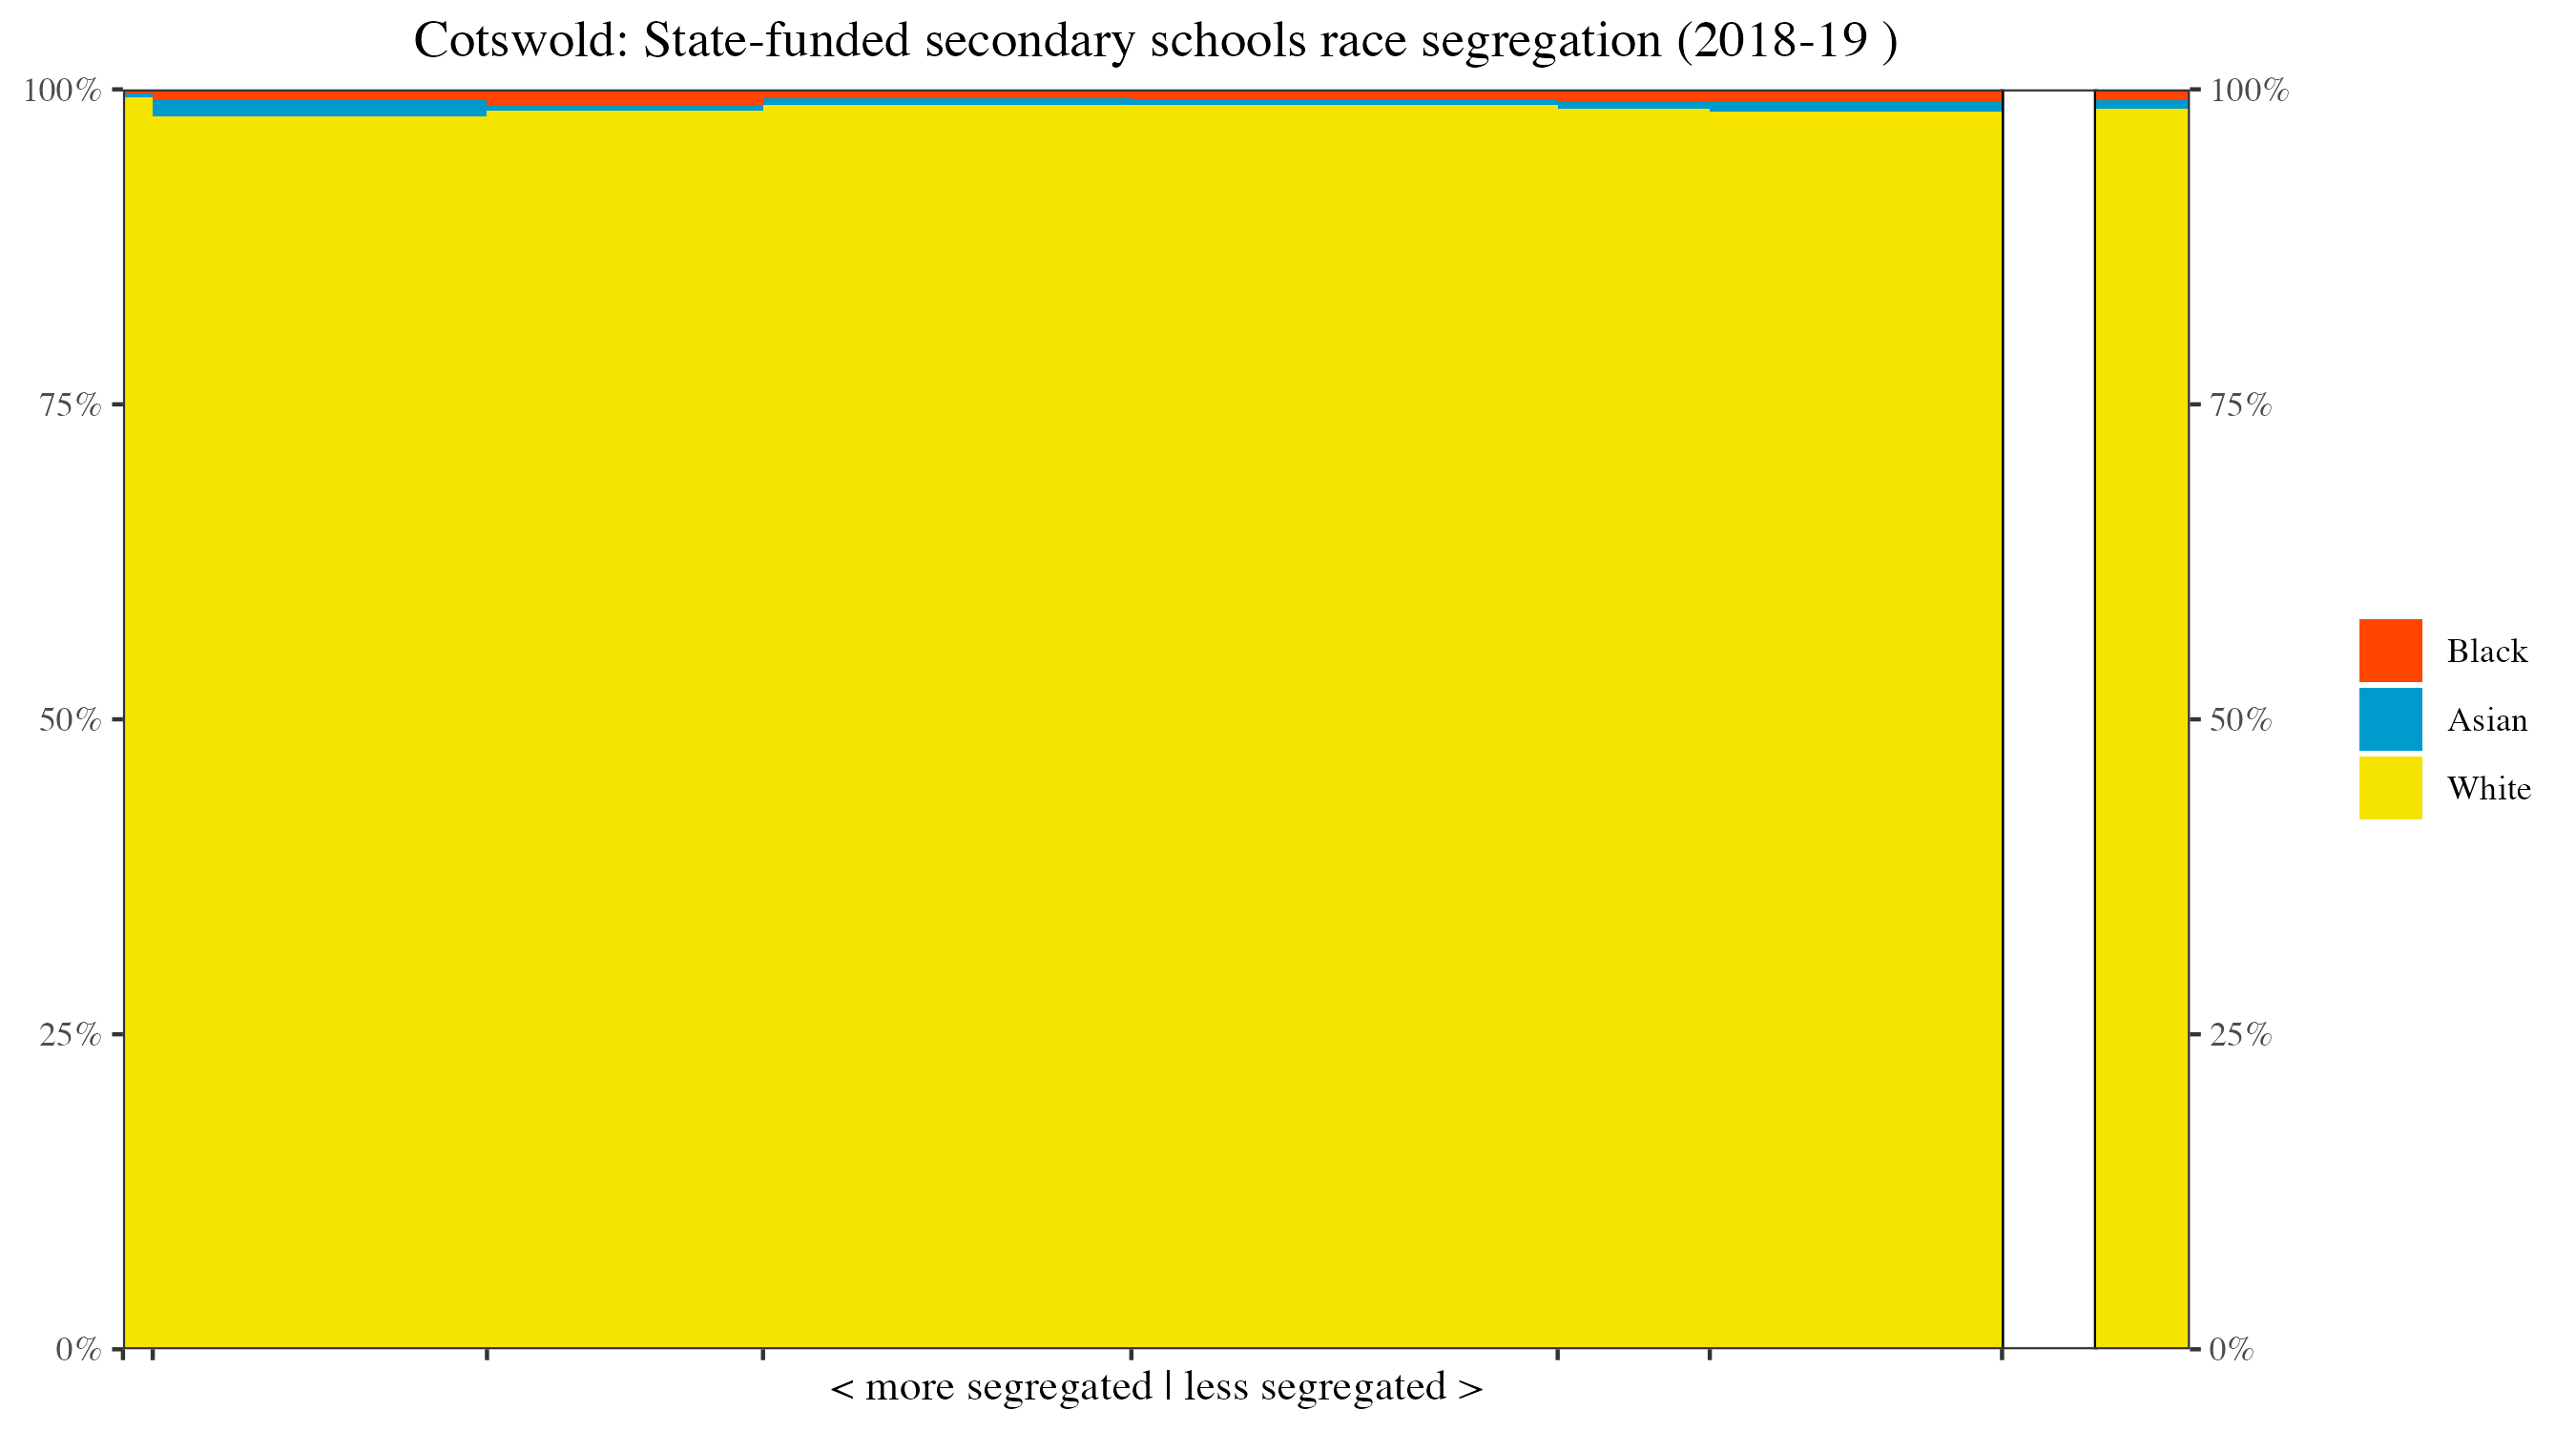 Cotswold: State-funded secondary schools race segregation (2018-19 )
100%
75%
50%
25%
0%
100%
75%
50%
25%
0%
Black
Asian
White
< more segregated | less segregated >